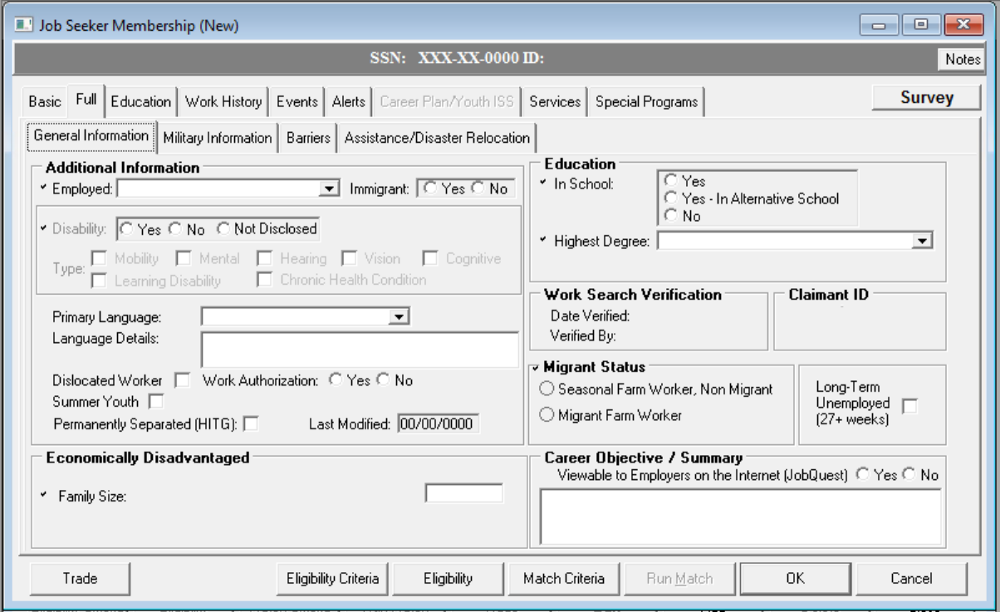 Job Seeker Membership (New)
SSN: XXX-XX-0000 ID:
Notes
Basic Full Education Work History Events Alerts Career Plan/Youth ISS Services Special Programs
Survey
General Information Military Information Barriers Assistance/Disaster Relocation
Additional Information
Employed: Immigrant: Yes No
Disability: Yes No Not Disclosed
Type: Mobility Mental Hearing Vision Cognitive
Learning Disability Chronic Health Condition
Primary Language:
Language Details:
Dislocated Worker Work Authorization: Yes No
Summer Youth
Permanently Separated (HITG): Last Modified: 00/00/0000
Economically Disadvantaged
Family Size:
Education
In School: Yes
Yes - In Alternative School
No
Highest Degree:
Work Search Verification
Date Verified:
Verified By:
Claimant ID
Migrant Status
Seasonal Farm Worker, Non Migrant
Migrant Farm Worker
Long-Term
Unemployed
(27+ weeks)
Career Objective / Summary
Viewable to Employers on the Internet (JobQuest) Yes No
Trade Eligibility Criteria Eligibility Match Criteria Run Match OK Cancel